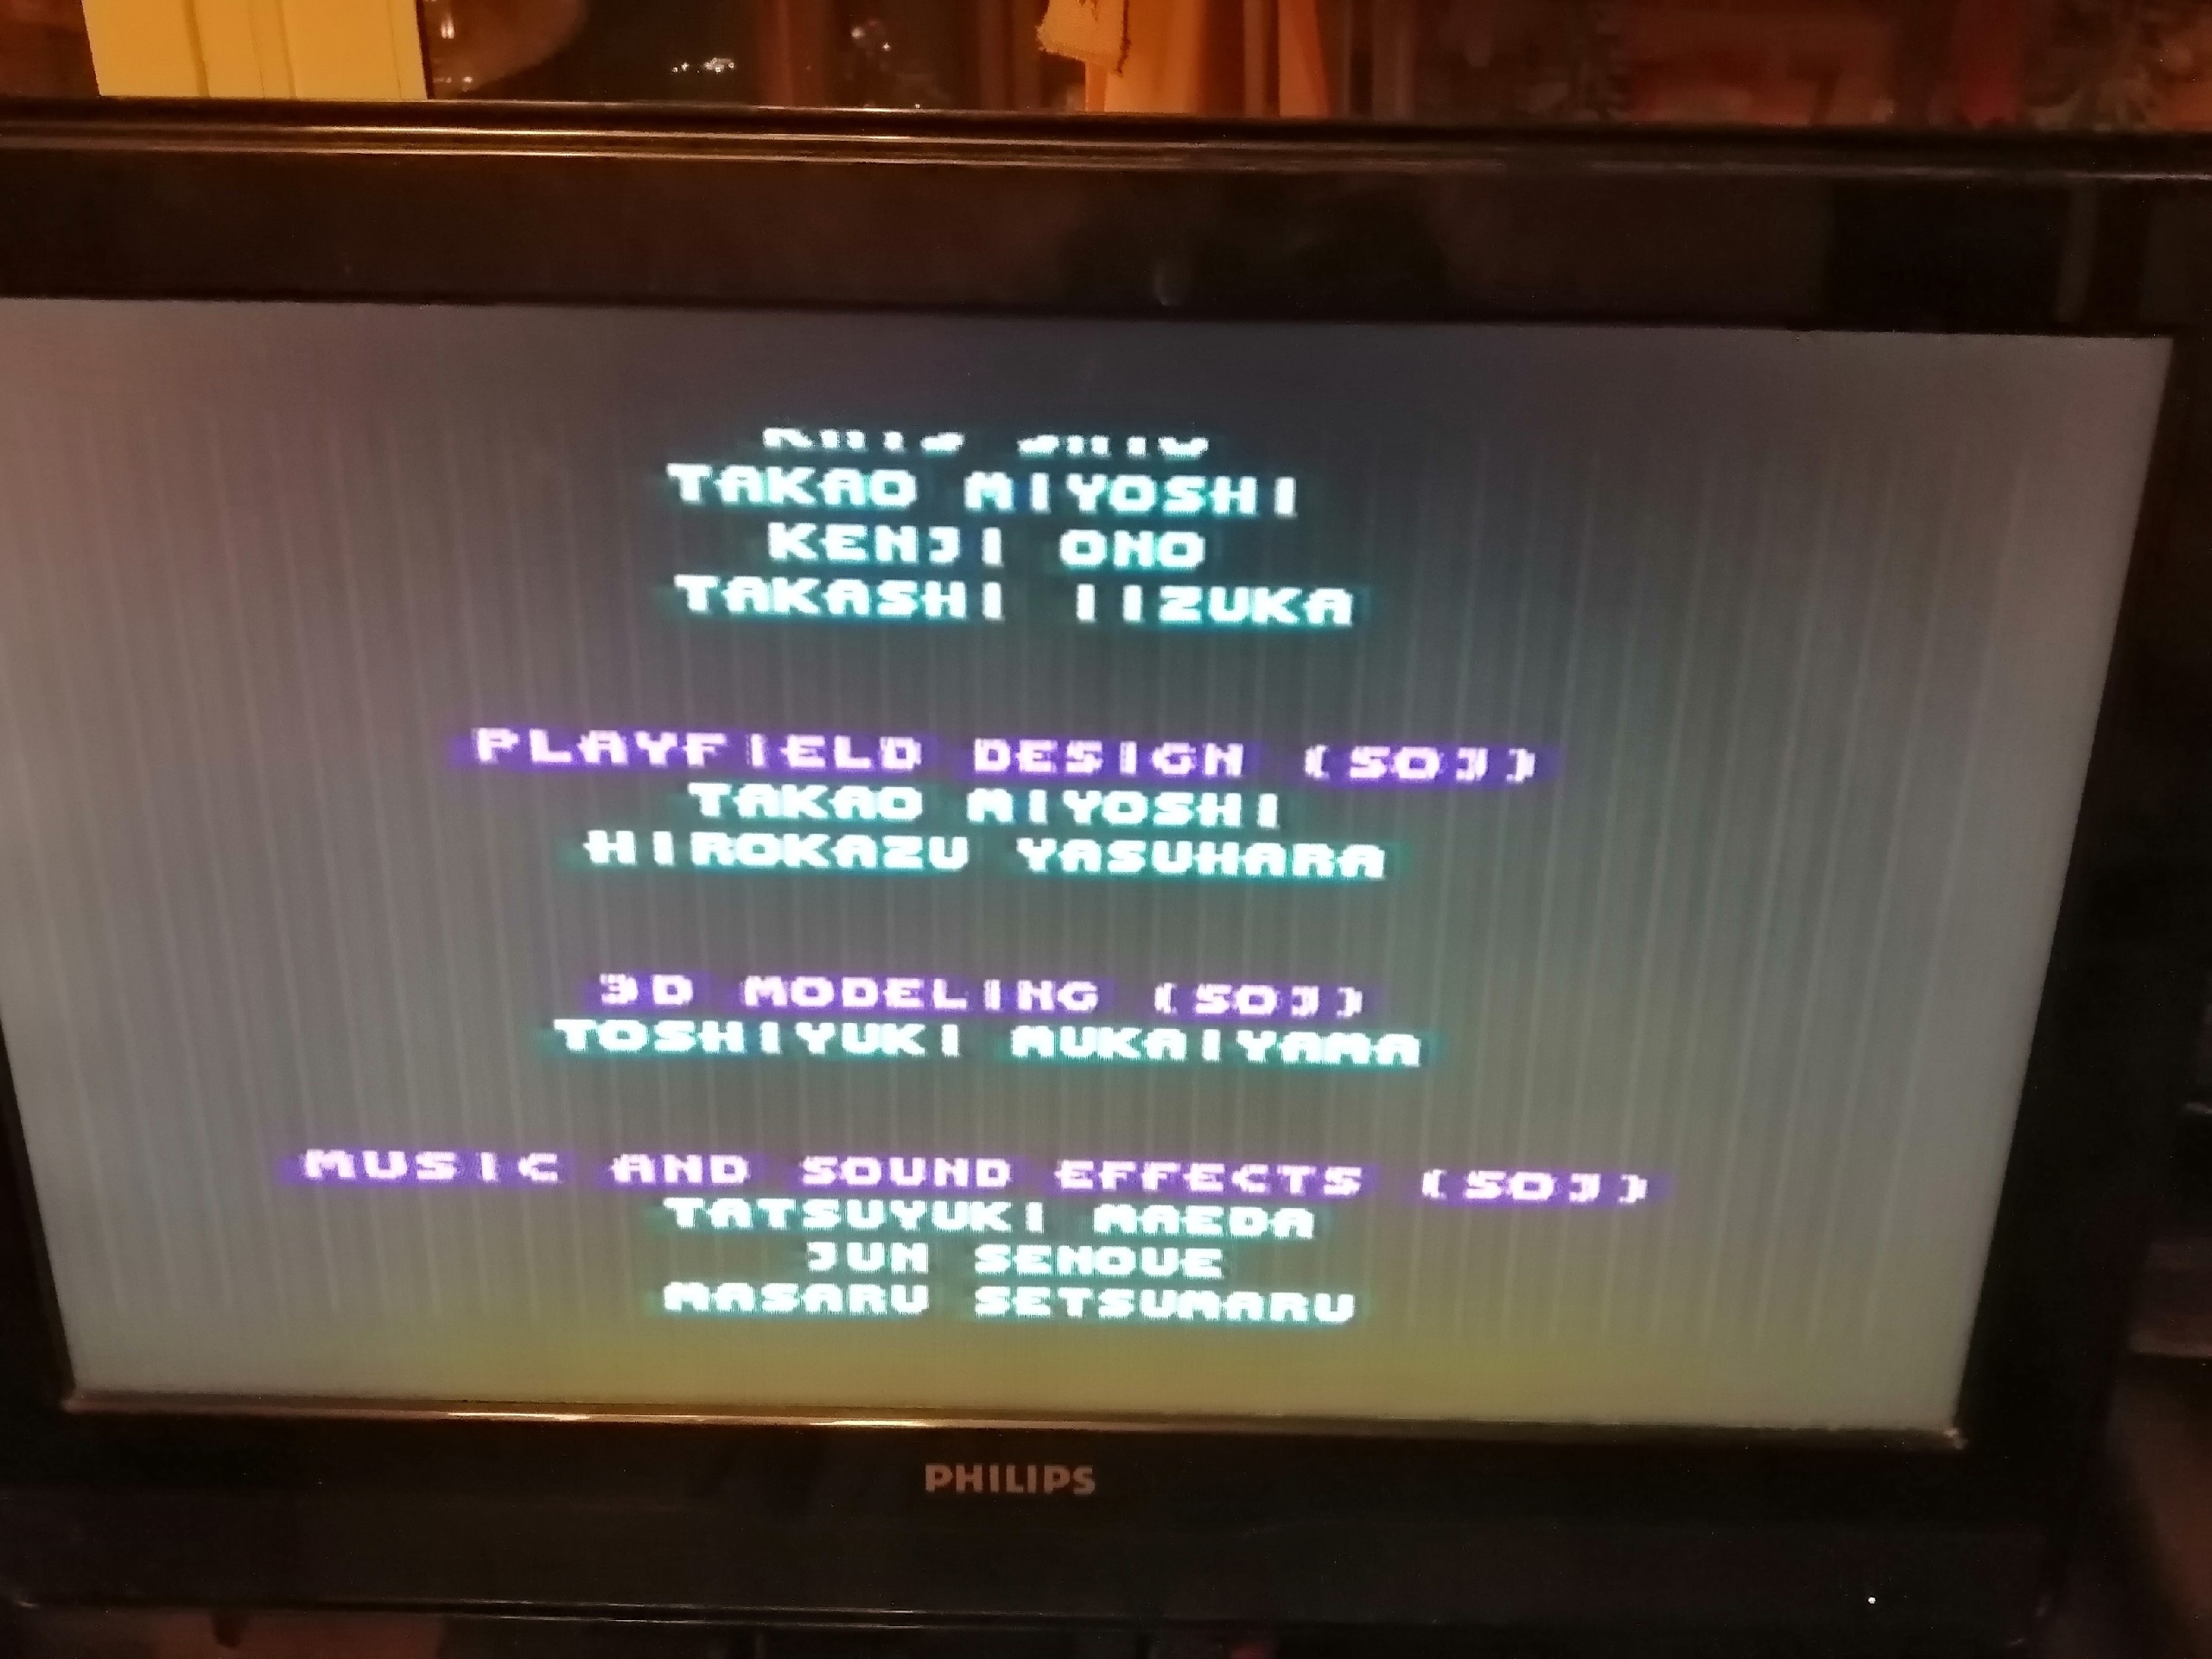 TAKAO MIYOSHI
KENJI ONO
TAKASHI IIZUKA
PLAYFIELD DESIGN (SOJ)
TAKAO MIYOSHI
HIROKAZU YASUHARA
3D MODELING (SOJ)
TOSHIYUKI MUKAIYAMA
MUSIC AND SOUND EFFECTS (SOJ)
TATSUYUKI MAEDA
JUN SENOUE
MASARU SETSUMARU
PHILIPS